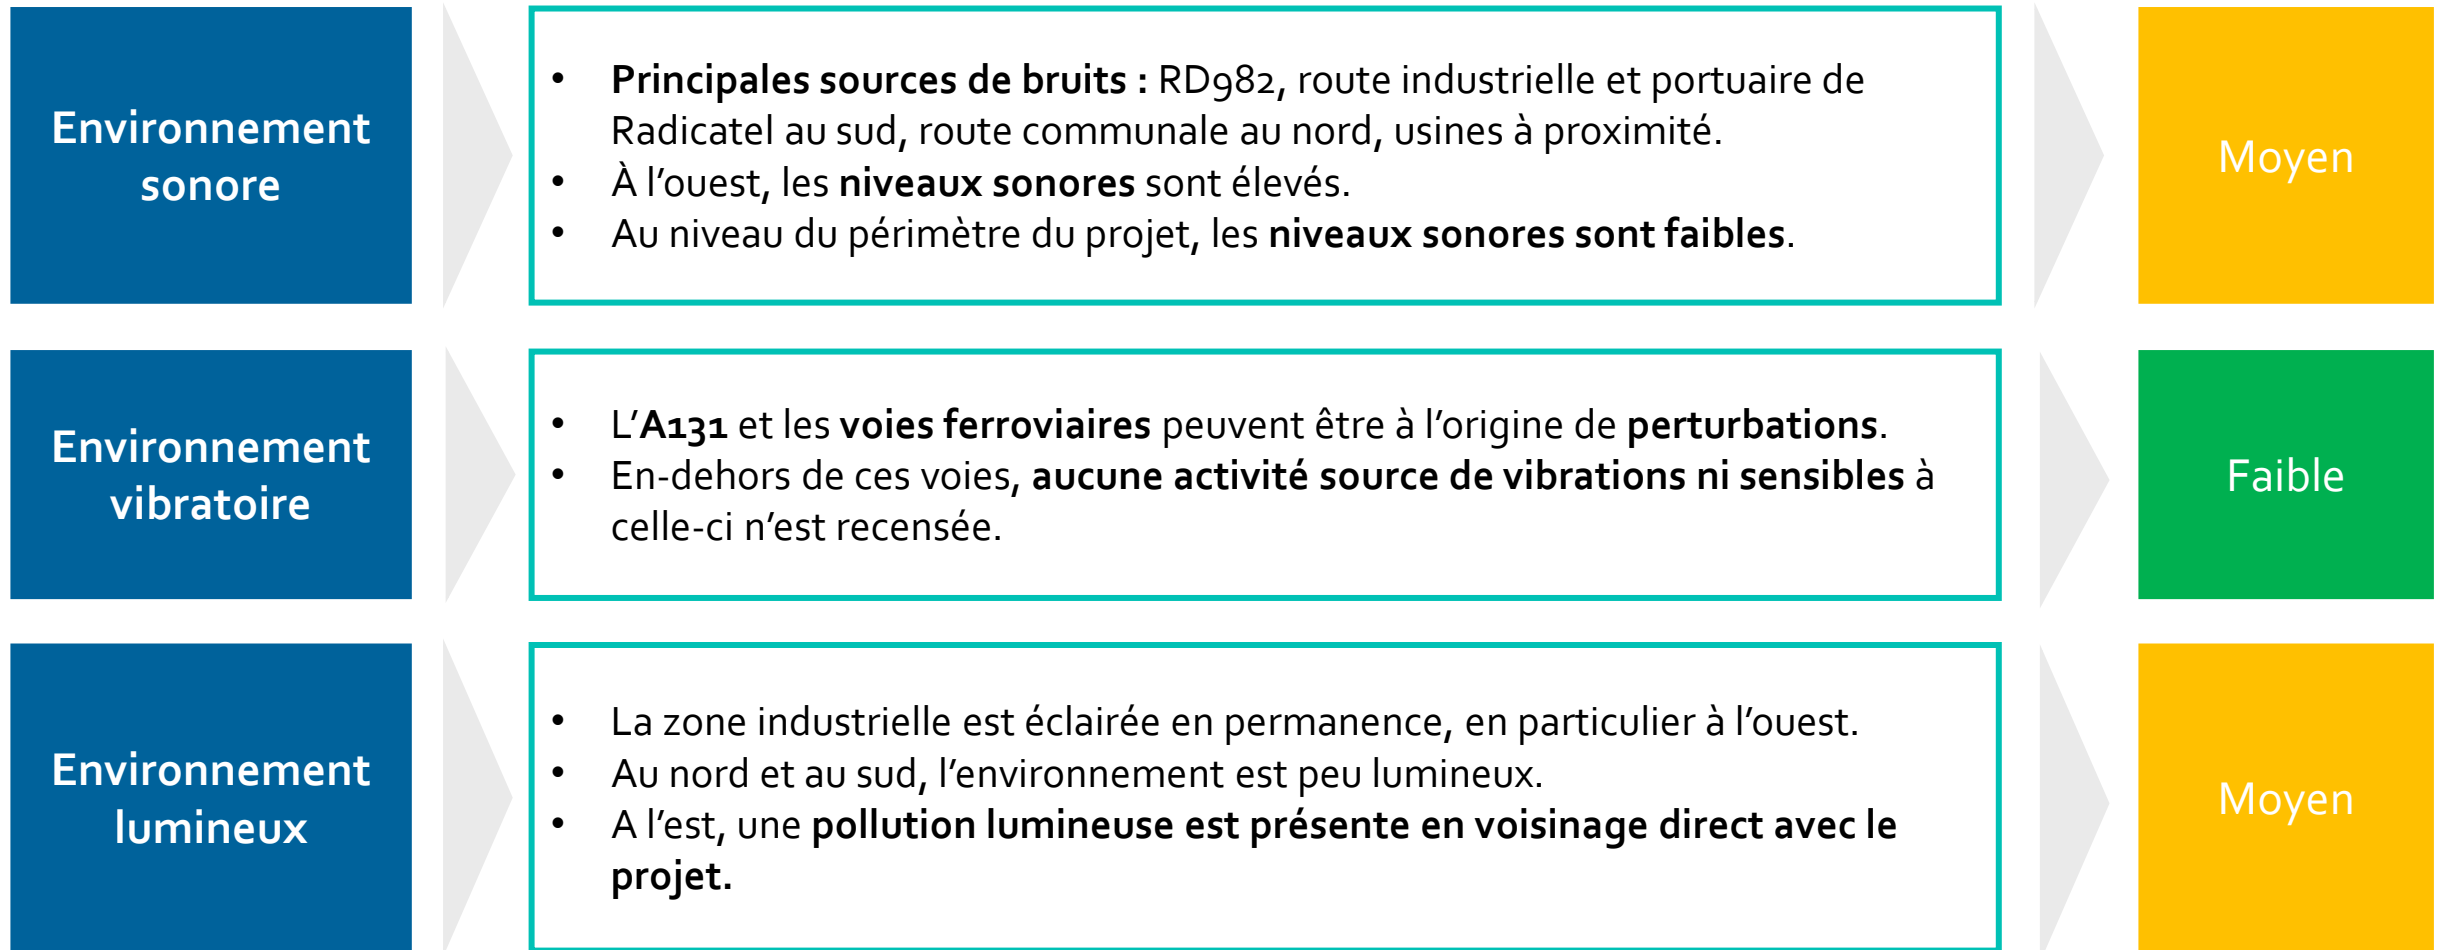 Environnement
sonore
• Principales sources de bruits : RD982, route industrielle et portuaire de
Radicatel au sud, route communale au nord, usines à proximité.
• À l’ouest, les niveaux sonores sont élevés.
• Au niveau du périmètre du projet, les niveaux sonores sont faibles.
Moyen
Environnement
vibratoire
• L’A131 et les voies ferroviaires peuvent être à l’origine de perturbations.
• En-dehors de ces voies, aucune activité source de vibrations ni sensibles à
celle-ci n’est recensée.
Faible
Environnement
lumineux
• La zone industrielle est éclairée en permanence, en particulier à l’ouest.
• Au nord et au sud, l’environnement est peu lumineux.
• A l’est, une pollution lumineuse est présente en voisinage direct avec le
projet.
Moyen